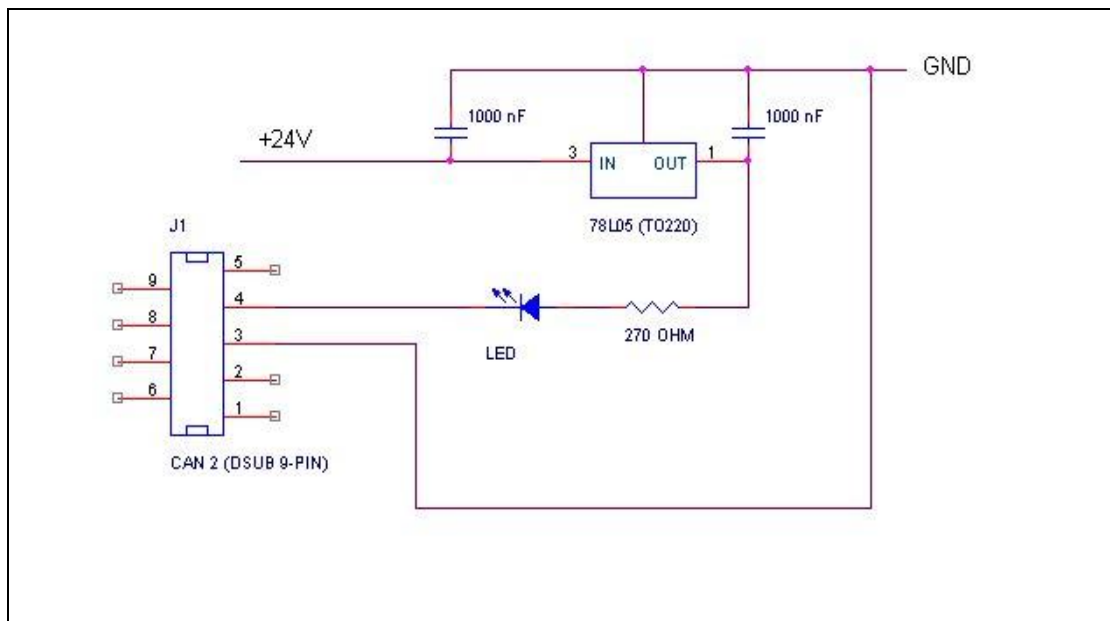 GND
1000 nF
1000 nF
+24V
3
IN
OUT
1
78L05 (TO220)
J1
5
9
4
8
3
7
2
6
1
LED
270 OHM
CAN 2 (DSUB 9-PIN)